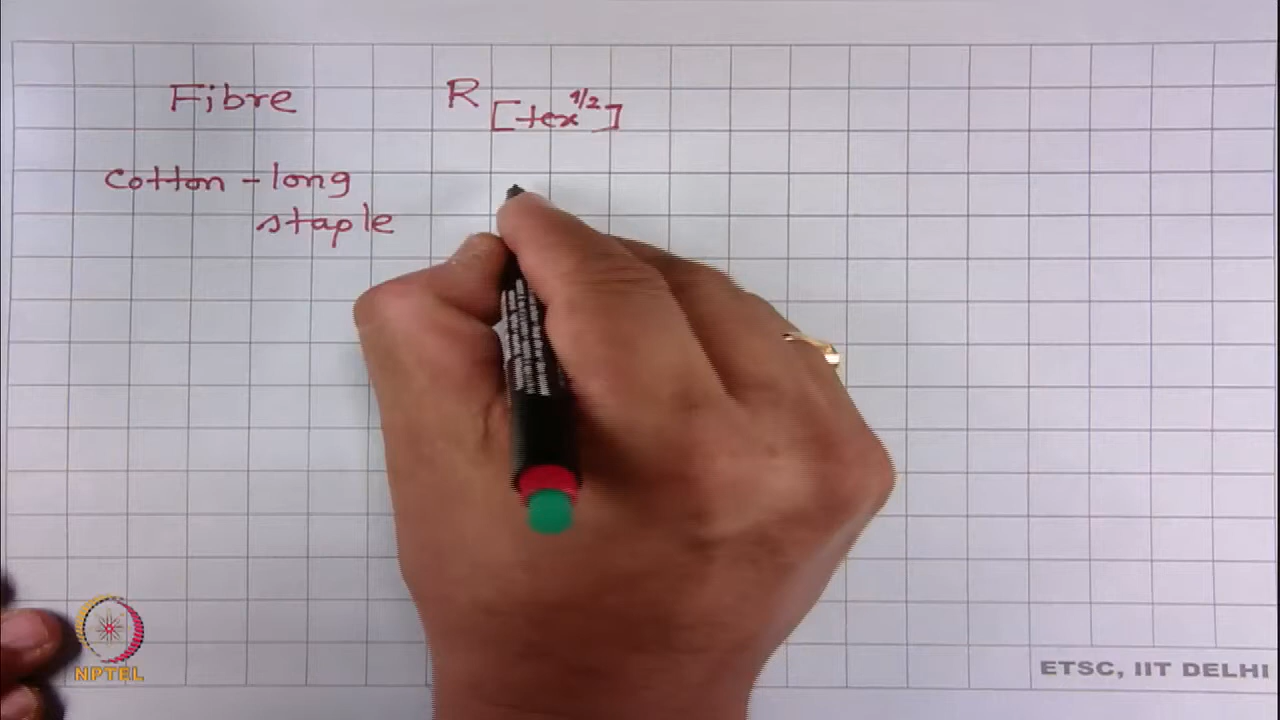 Fibre R [tex^1/2]
cotton - long
staple
NPTEL
ETSC, IIT DELHI